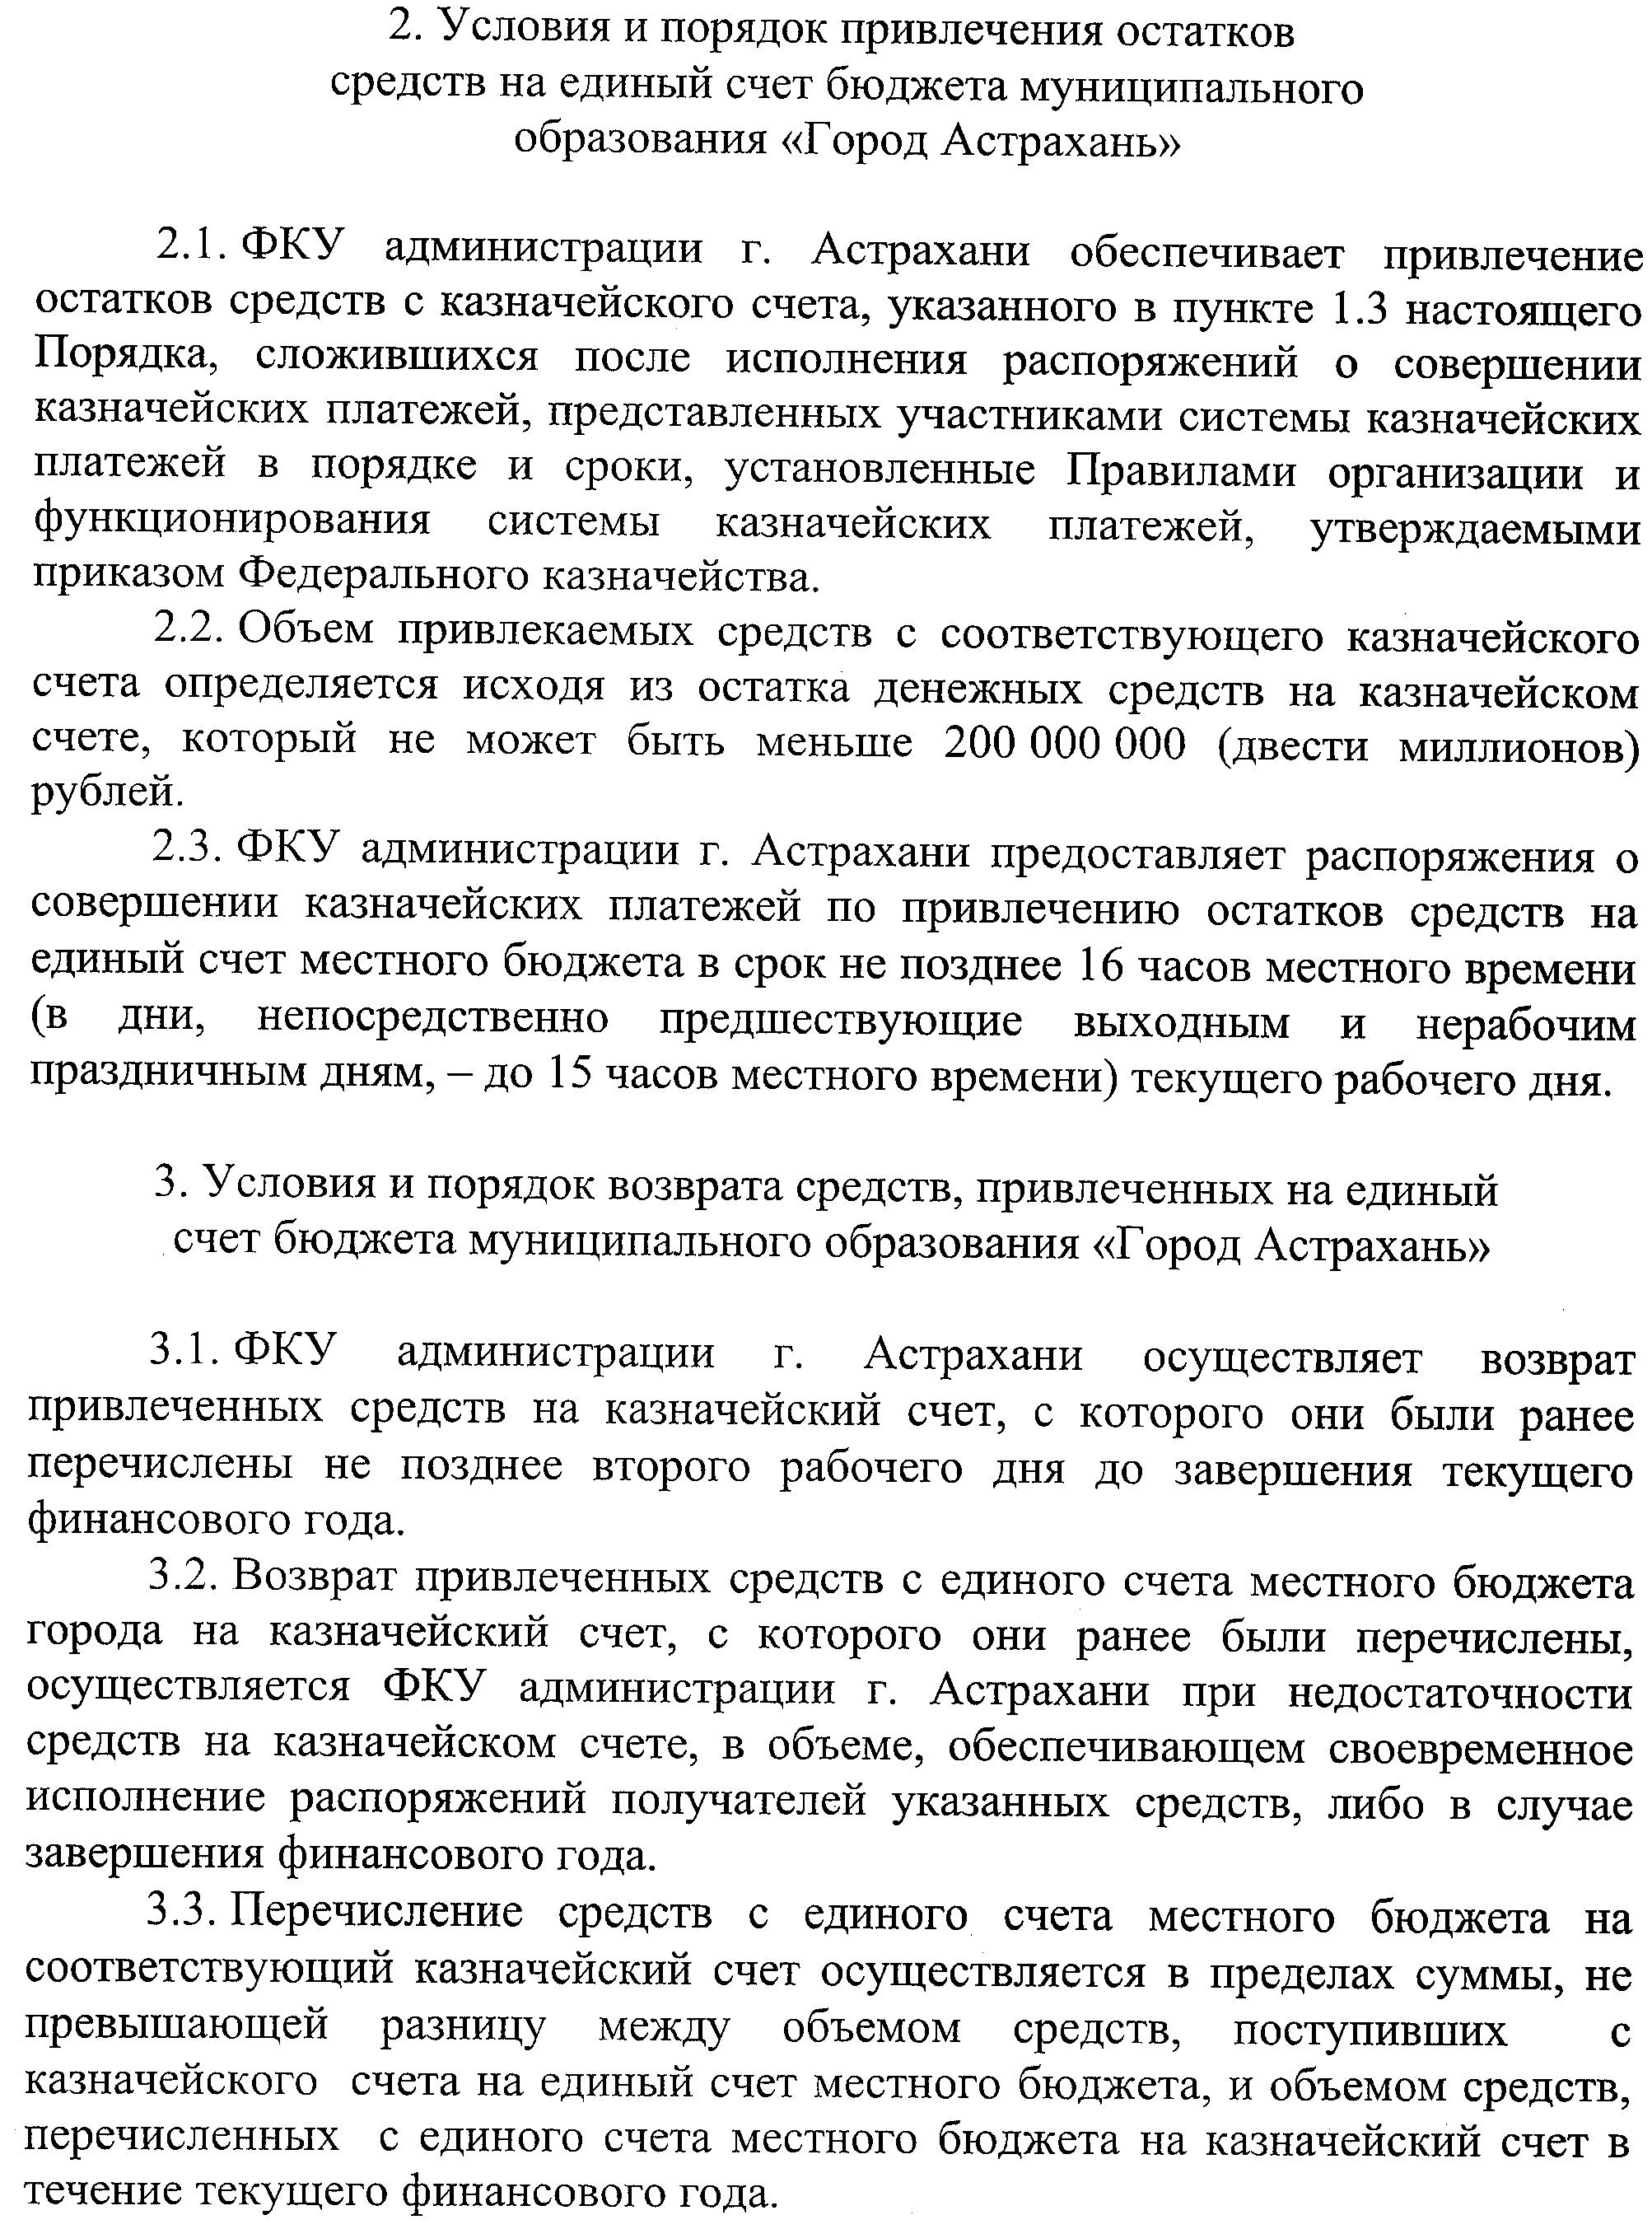 2. Условия и порядок привлечения остатков
средств на единый счет бюджета муниципального
образования «Город Астрахань»
2.1. ФКУ администрации г. Астрахани обеспечивает привлечение
остатков средств с казначейского счета, указанного в пункте 1.3 настоящего
Порядка, сложившихся после исполнения распоряжений о совершении
казначейских платежей, представленных участниками системы казначейских
платежей в порядке и сроки, установленные Правилами организации и
функционирования системы казначейских платежей, утверждаемыми
приказом Федерального казначейства.
2.2. Объем привлекаемых средств с соответствующего казначейского
счета определяется исходя из остатка денежных средств на казначейском
счете, который не может быть меньше 200 000 000 (двести миллионов)
рублей.
2.3. ФКУ администрации г. Астрахани предоставляет распоряжения о
совершении казначейских платежей по привлечению остатков средств на
единый счет местного бюджета в срок не позднее 16 часов местного времени
(в дни, непосредственно предшествующие выходным и нерабочим
праздничным дням, – до 15 часов местного времени) текущего рабочего дня.
3. Условия и порядок возврата средств, привлеченных на единый
счет бюджета муниципального образования «Город Астрахань»
3.1. ФКУ администрации г. Астрахани осуществляет возврат
привлеченных средств на казначейский счет, с которого они были ранее
перечислены не позднее второго рабочего дня до завершения текущего
финансового года.
3.2. Возврат привлеченных средств с единого счета местного бюджета
города на казначейский счет, с которого они ранее были перечислены,
осуществляется ФКУ администрации г. Астрахани при недостаточности
средств на казначейском счете, в объеме, обеспечивающем своевременное
исполнение распоряжений получателей указанных средств, либо в случае
завершения финансового года.
3.3. Перечисление средств с единого счета местного бюджета на
соответствующий казначейский счет осуществляется в пределах суммы, не
превышающей разницу между объемом средств, поступивших с
казначейского счета на единый счет местного бюджета, и объемом средств,
перечисленных с единого счета местного бюджета на казначейский счет в
течение текущего финансового года.